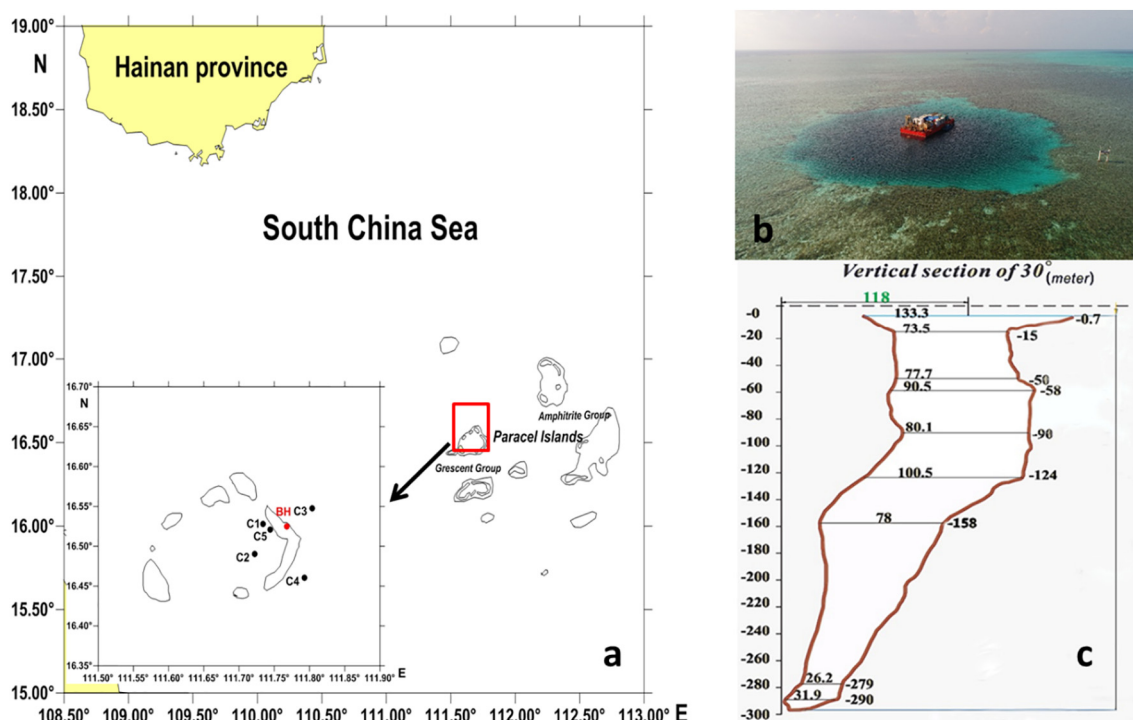 19.00°
18.50°
18.00°
17.50°
17.00°
16.50°
16.00°
15.50°
15.00°
N
Hainan province
South China Sea
Amphitrite Group
Paracel Islands
Grescent Group
108.50° 109.00° 109.50° 110.00° 110.50° 111.00° 111.50° 112.00° 112.50° 113.00° E
a
16.70°
16.65°
16.60°
16.55°
16.50°
16.45°
16.40°
16.35°
N
BH
C3
C1
C5
C2
C4
111.50° 111.55° 111.60° 111.65° 111.70° 111.75° 111.80° 111.85° 111.90° E
b
Vertical section of 30° (meter)
118
-0
-20
-40
-60
-80
-100
-120
-140
-160
-180
-200
-220
-240
-260
-280
-300
133.3 -0.7
73.5 -15
77.7 -50
90.5 -58
80.1 -90
100.5 -124
78 -158
26.2 -279
31.9 -290
c